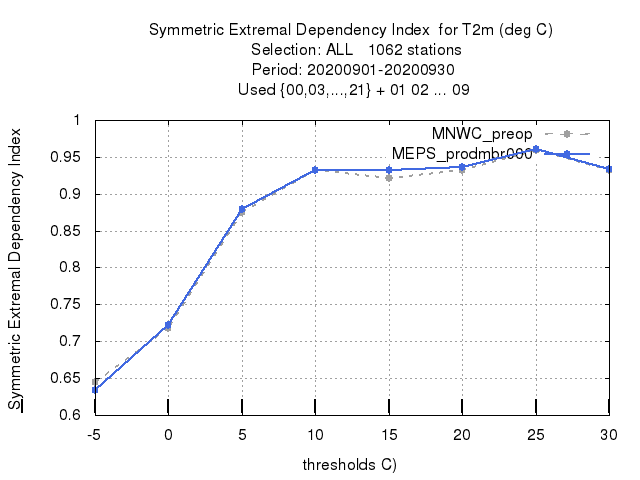 Symmetric Extremal Dependency Index for T2m (deg C)
Selection: ALL 1062 stations
Period: 20200901-20200930
Used {00,03,...,21} + 01 02 ... 09
MNWC_preop
MEPS_prodmbr000
Symmetric Extremal Dependency Index
1
0.95
0.9
0.85
0.8
0.75
0.7
0.65
0.6
-5 0 5 10 15 20 25 30
thresholds C)